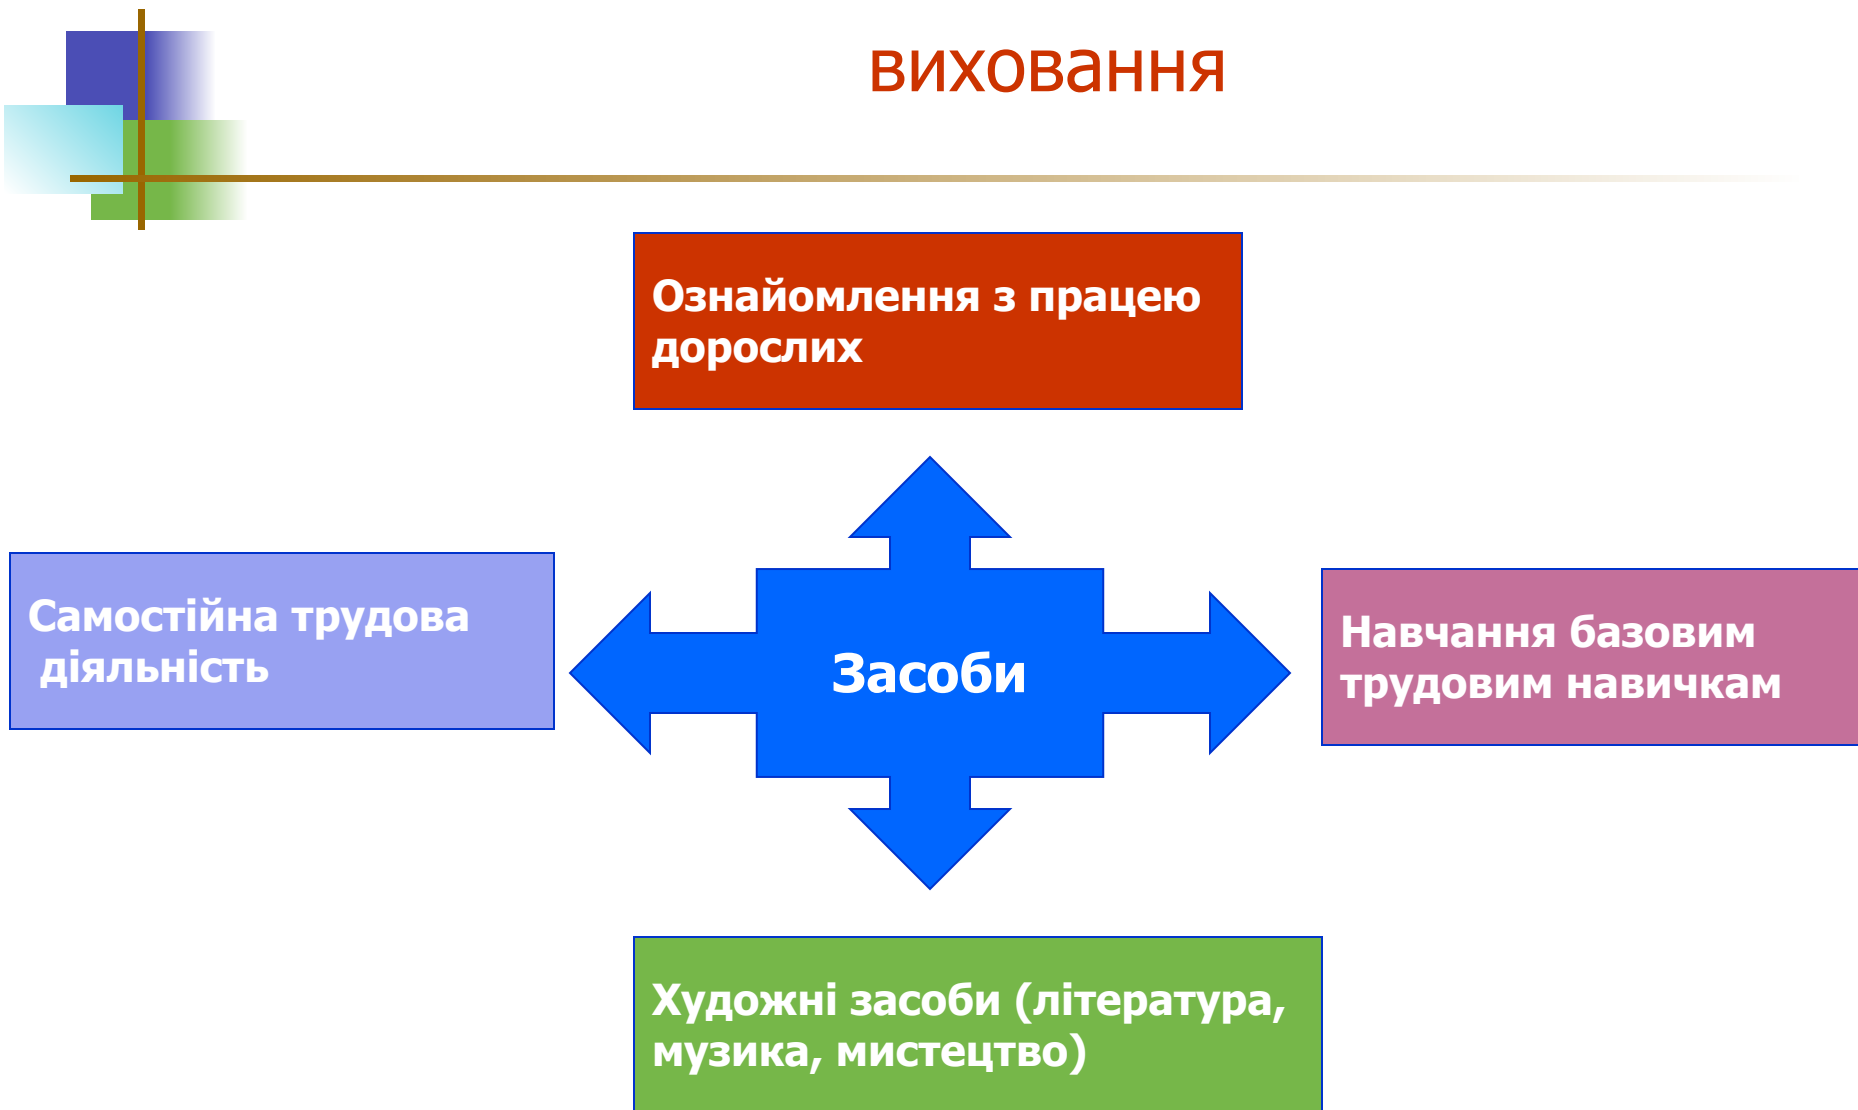 виховання
Ознайомлення з працею
дорослих
Самостійна трудова
діяльність
Засоби
Навчання базовим
трудовим навичкам
Художні засоби (література,
музика, мистецтво)